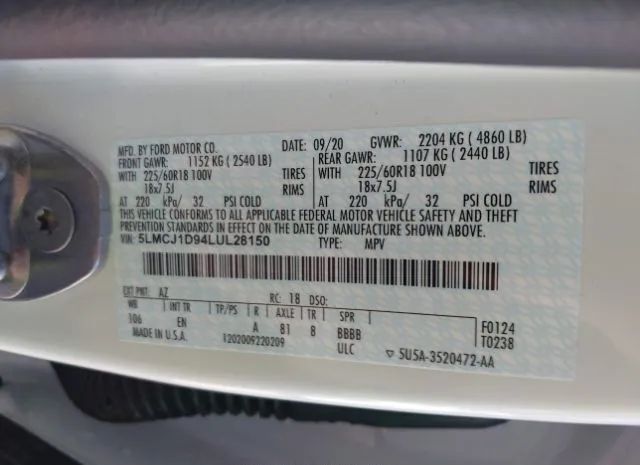 MFD. BY FORD MOTOR CO. DATE: 09/20 GVWR: 2204 KG ( 4860 LB)
FRONT GAWR: 1152 KG ( 2540 LB) REAR GAWR: 1107 KG ( 2440 LB)
WITH 225/60R18 100V TIRES WITH 225/60R18 100V TIRES
18x7.5J RIMS 18x7.5J RIMS
AT 220 kPa/ 32 PSI COLD AT 220 kPa/ 32 PSI COLD
THIS VEHICLE CONFORMS TO ALL APPLICABLE FEDERAL MOTOR VEHICLE SAFETY AND THEFT
PREVENTION STANDARDS IN EFFECT ON THE DATE OF MANUFACTURE SHOWN ABOVE.
VIN: 5LMCJ1D94LUL28150 TYPE: MPV
EXT PNT: AZ RC: 18 DSO:
WB INT TR TP/PS R AXLE TR SPR
106 EN A 81 8 BBBB F0124
MADE IN U.S.A. 1202009220209 ULC ▽ 5U5A-3520472-AA T0238